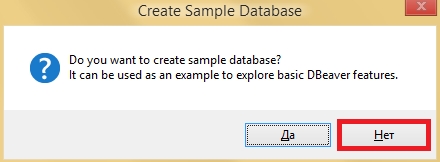 Create Sample Database
Do you want to create sample database?
It can be used as an example to explore basic DBeaver features.
Да
Нет